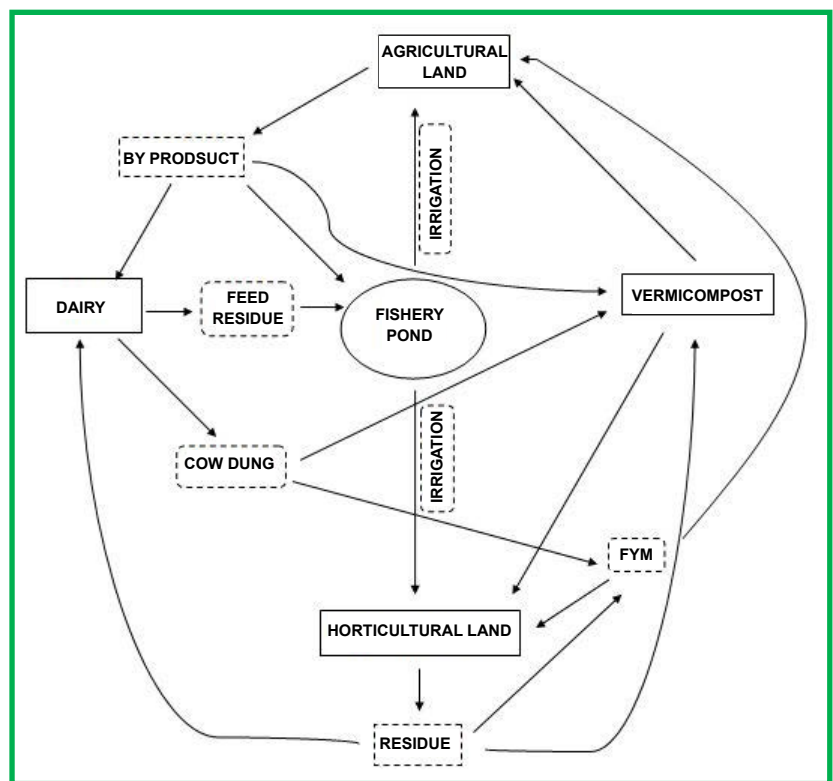 AGRICULTURAL
LAND
BY PRODSUCT
IRRIGATION
DAIRY
FEED
RESIDUE
FISHERY
POND
VERMICOMPOST
COW DUNG
IRRIGATION
FYM
HORTICULTURAL LAND
RESIDUE